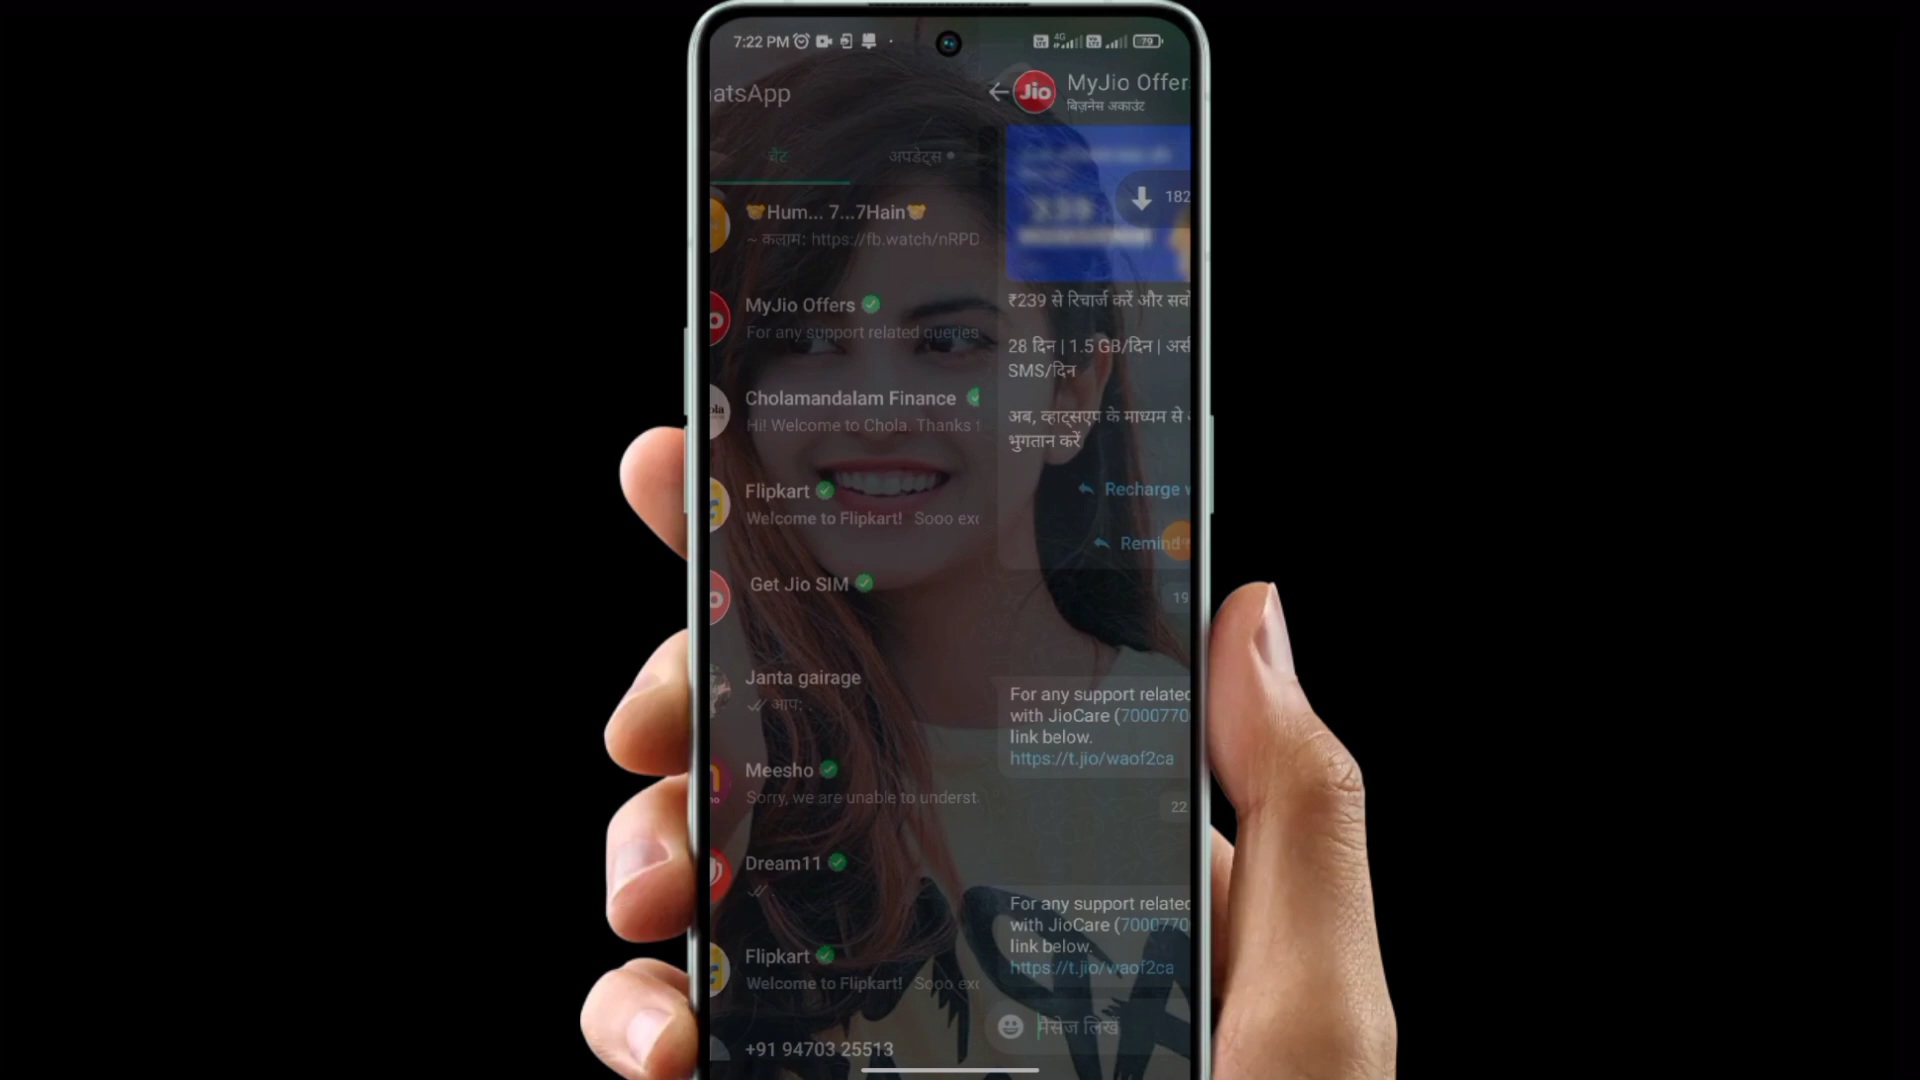 7:22 PM
4G
79
atsApp
चैट
अपडेट्स
Hum... 7...7Hain
~ कलाम: https://fb.watch/nRPD
MyJio Offers
For any support related queries
Cholamandalam Finance
Hi! Welcome to Chola. Thanks
Flipkart
Welcome to Flipkart! Sooo exc
Get Jio SIM
Janta gairage
आप: .
Meesho
Sorry, we are unable to underst
Dream11
Flipkart
Welcome to Flipkart! Sooo exc
+91 94703 25513
Jio
MyJio Offer
बिज़नेस अकाउंट
182
₹239 से रिचार्ज करें और सर्वो
28 दिन | 1.5 GB/दिन | असी
SMS/दिन
अब, व्हाट्सएप के माध्यम से
भुगतान करें
Recharge
Remind
19
For any support related
with JioCare (7000770
link below.
https://t.jio/waof2ca
22
For any support related
with JioCare (7000770
link below.
https://t.jio/waof2ca
मैसेज लिखें